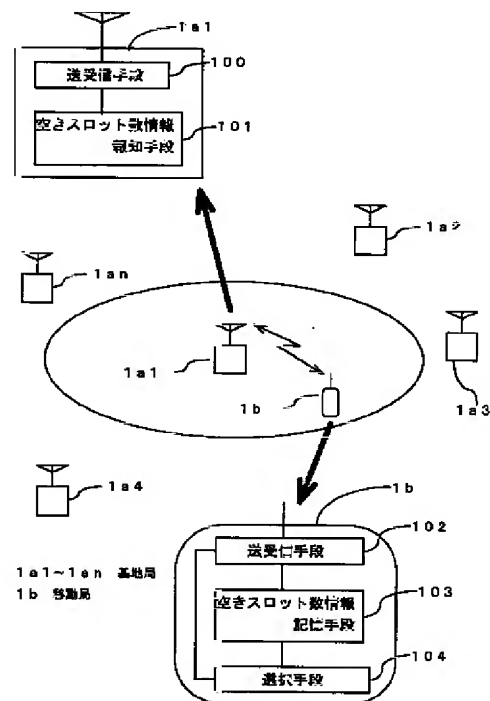 1a1
送受信手段
100
空きスロット数情報
報知手段
101
1a2
1an
1a1
1a3
1b
1a4
1b
送受信手段
102
1a1~1an 基地局
1b 移動局
空きスロット数情報
記憶手段
103
選択手段
104